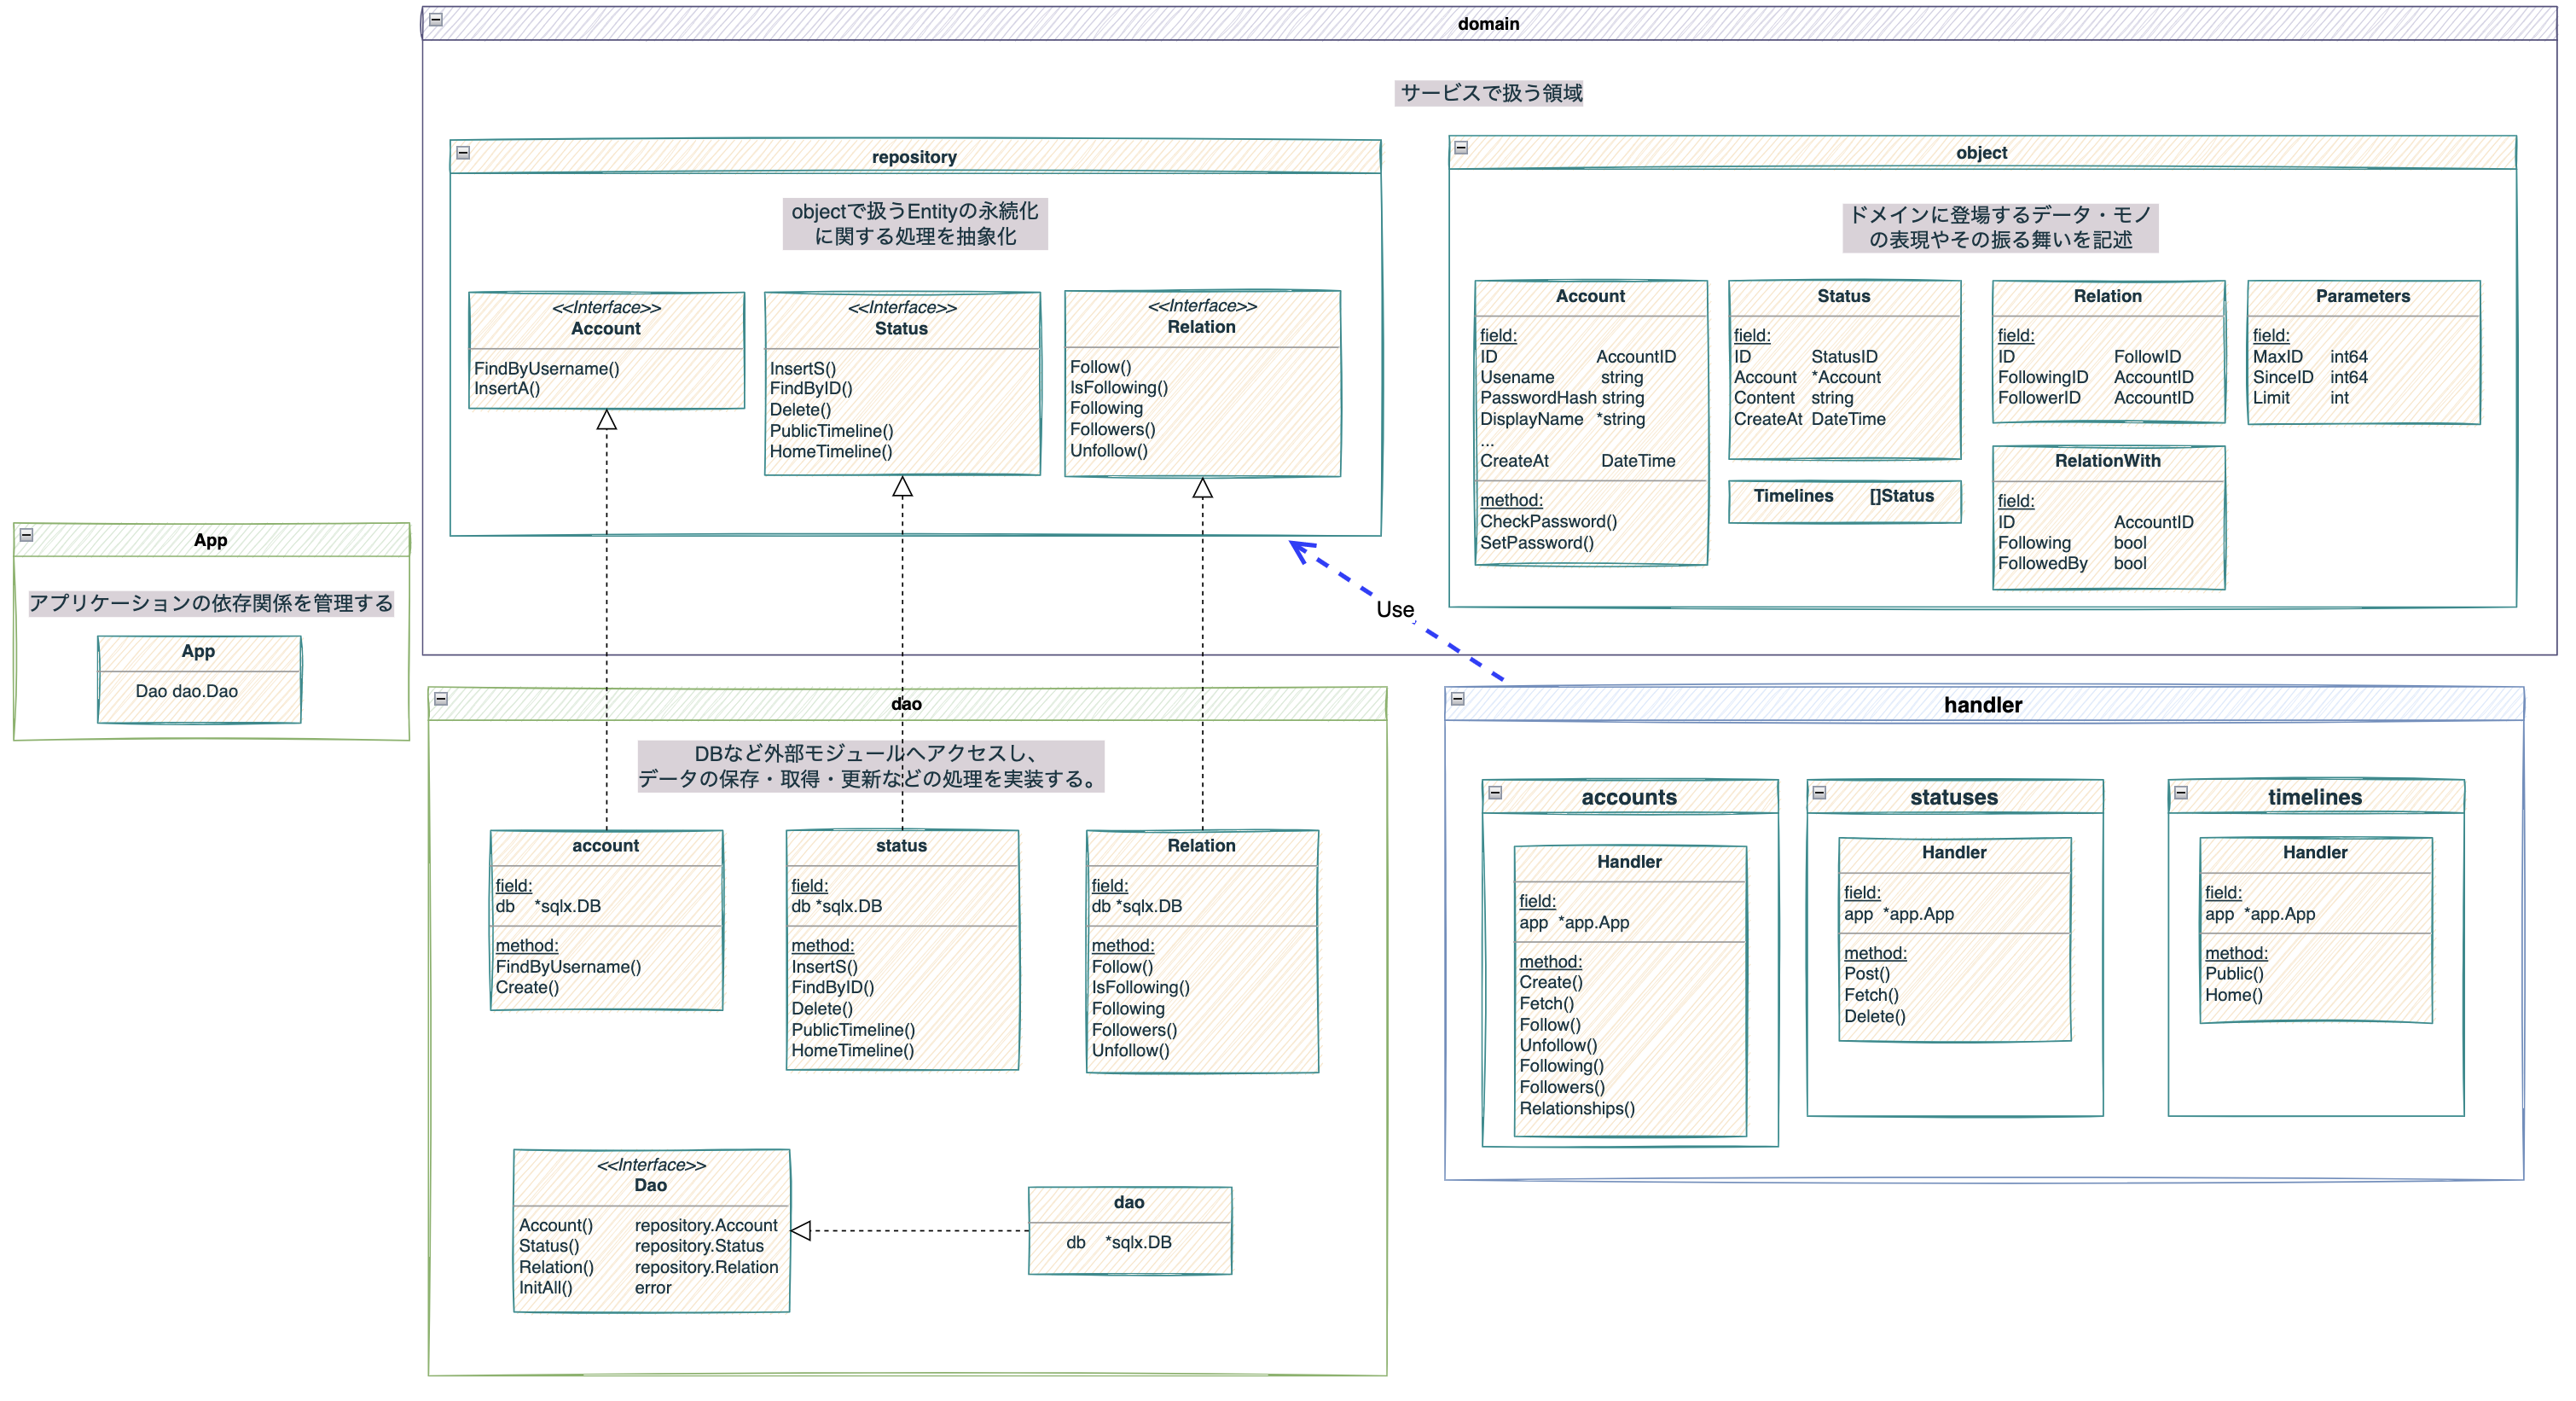 domain
サービスで扱う領域
repository
objectで扱うEntityの永続化
に関する処理を抽象化
<<Interface>>
Account
FindByUsername()
InsertA()
<<Interface>>
Status
InsertS()
FindByID()
Delete()
PublicTimeline()
HomeTimeline()
<<Interface>>
Relation
Follow()
IsFollowing()
Following
Followers()
Unfollow()
object
ドメインに登場するデータ・モノ
の表現やその振る舞いを記述
Account
field:
ID AccountID
Usename string
PasswordHash string
DisplayName *string
...
CreateAt DateTime
method:
CheckPassword()
SetPassword()
Status
field:
ID StatusID
Account *Account
Content string
CreateAt DateTime
Timelines []Status
Relation
field:
ID FollowID
FollowingID AccountID
FollowerID AccountID
RelationWith
field:
ID AccountID
Following bool
FollowedBy bool
Parameters
field:
MaxID int64
SinceID int64
Limit int
App
アプリケーションの依存関係を管理する
App
Dao dao.Dao
Use
dao
DBなど外部モジュールへアクセスし、
データの保存・取得・更新などの処理を実装する。
account
field:
db *sqlx.DB
method:
FindByUsername()
Create()
status
field:
db *sqlx.DB
method:
InsertS()
FindByID()
Delete()
PublicTimeline()
HomeTimeline()
Relation
field:
db *sqlx.DB
method:
Follow()
IsFollowing()
Following
Followers()
Unfollow()
<<Interface>>
Dao
Account() repository.Account
Status() repository.Status
Relation() repository.Relation
InitAll() error
dao
db *sqlx.DB
handler
accounts
Handler
field:
app *app.App
method:
Create()
Fetch()
Follow()
Unfollow()
Following()
Followers()
Relationships()
statuses
Handler
field:
app *app.App
method:
Post()
Fetch()
Delete()
timelines
Handler
field:
app *app.App
method:
Public()
Home()